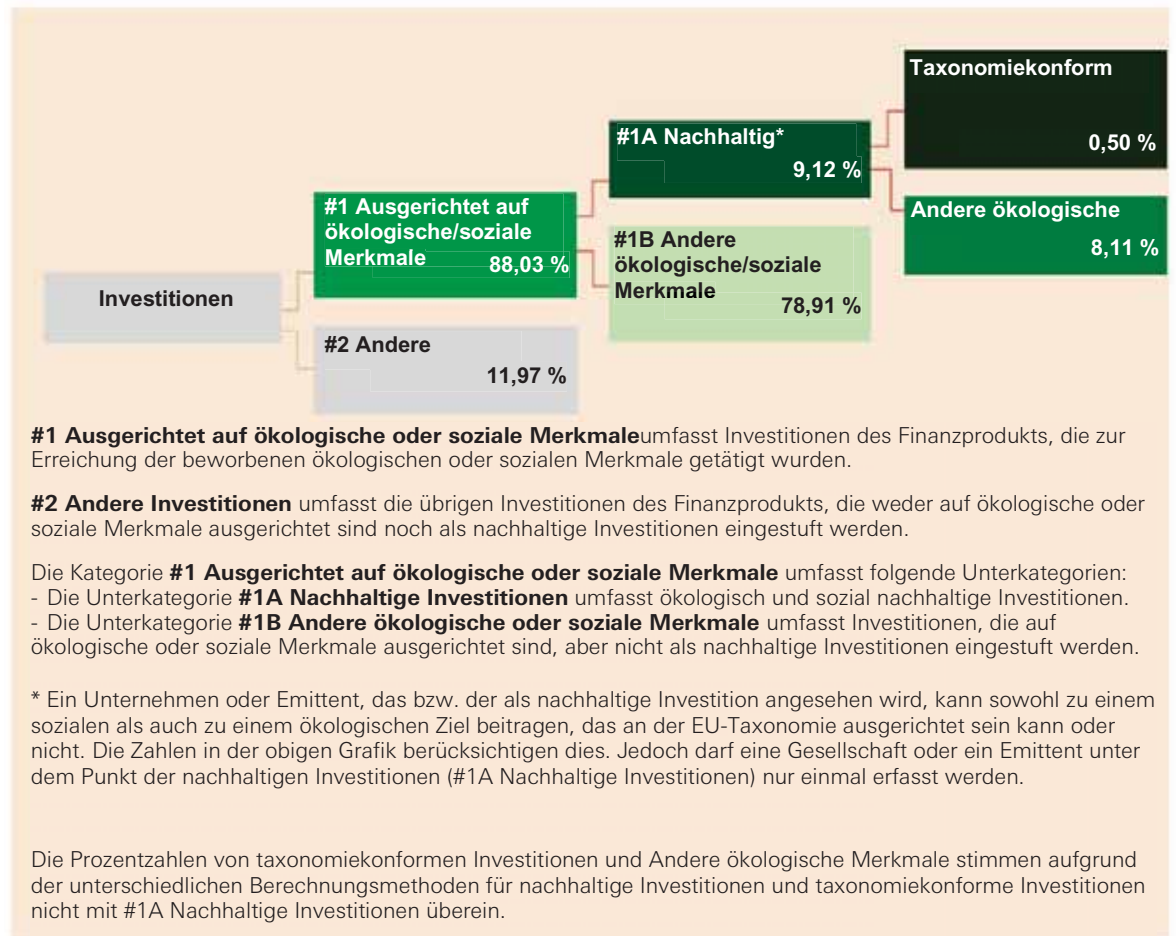 Taxonomiekonform
0,50 %
#1A Nachhaltig*
9,12 %
#1 Ausgerichtet auf
ökologische/soziale
Merkmale 88,03 %
Andere ökologische
8,11 %
#1B Andere
ökologische/soziale
Merkmale
78,91 %
Investitionen
#2 Andere
11,97 %
#1 Ausgerichtet auf ökologische oder soziale Merkmaleumfasst Investitionen des Finanzprodukts, die zur
Erreichung der beworbenen ökologischen oder sozialen Merkmale getätigt wurden.
#2 Andere Investitionen umfasst die übrigen Investitionen des Finanzprodukts, die weder auf ökologische oder
soziale Merkmale ausgerichtet sind noch als nachhaltige Investitionen eingestuft werden.
Die Kategorie #1 Ausgerichtet auf ökologische oder soziale Merkmale umfasst folgende Unterkategorien:
- Die Unterkategorie #1A Nachhaltige Investitionen umfasst ökologisch und sozial nachhaltige Investitionen.
- Die Unterkategorie #1B Andere ökologische oder soziale Merkmale umfasst Investitionen, die auf
ökologische oder soziale Merkmale ausgerichtet sind, aber nicht als nachhaltige Investitionen eingestuft werden.
* Ein Unternehmen oder Emittent, das bzw. der als nachhaltige Investition angesehen wird, kann sowohl zu einem
sozialen als auch zu einem ökologischen Ziel beitragen, das an der EU-Taxonomie ausgerichtet sein kann oder
nicht. Die Zahlen in der obigen Grafik berücksichtigen dies. Jedoch darf eine Gesellschaft oder ein Emittent unter
dem Punkt der nachhaltigen Investitionen (#1A Nachhaltige Investitionen) nur einmal erfasst werden.
Die Prozentzahlen von taxonomiekonformen Investitionen und Andere ökologische Merkmale stimmen aufgrund
der unterschiedlichen Berechnungsmethoden für nachhaltige Investitionen und taxonomiekonforme Investitionen
nicht mit #1A Nachhaltige Investitionen überein.